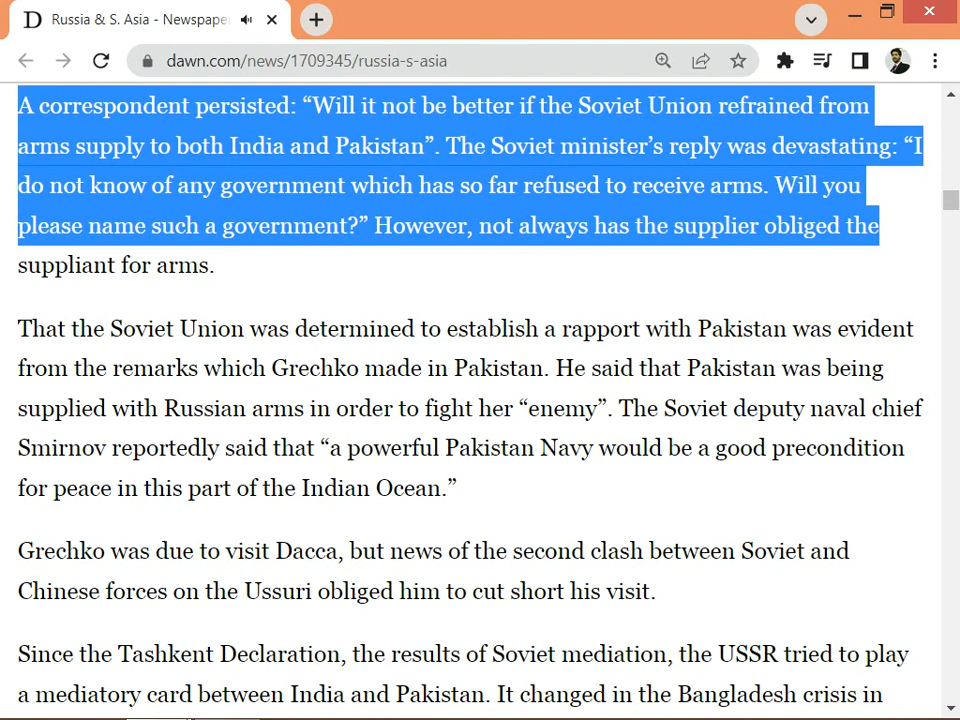 D Russia & S. Asia - Newspape
dawn.com/news/1709345/russia-s-asia
A correspondent persisted: “Will it not be better if the Soviet Union refrained from
arms supply to both India and Pakistan”. The Soviet minister’s reply was devastating: “I
do not know of any government which has so far refused to receive arms. Will you
please name such a government?” However, not always has the supplier obliged the
suppliant for arms.
That the Soviet Union was determined to establish a rapport with Pakistan was evident
from the remarks which Grechko made in Pakistan. He said that Pakistan was being
supplied with Russian arms in order to fight her “enemy”. The Soviet deputy naval chief
Smirnov reportedly said that “a powerful Pakistan Navy would be a good precondition
for peace in this part of the Indian Ocean.”
Grechko was due to visit Dacca, but news of the second clash between Soviet and
Chinese forces on the Ussuri obliged him to cut short his visit.
Since the Tashkent Declaration, the results of Soviet mediation, the USSR tried to play
a mediatory card between India and Pakistan. It changed in the Bangladesh crisis in